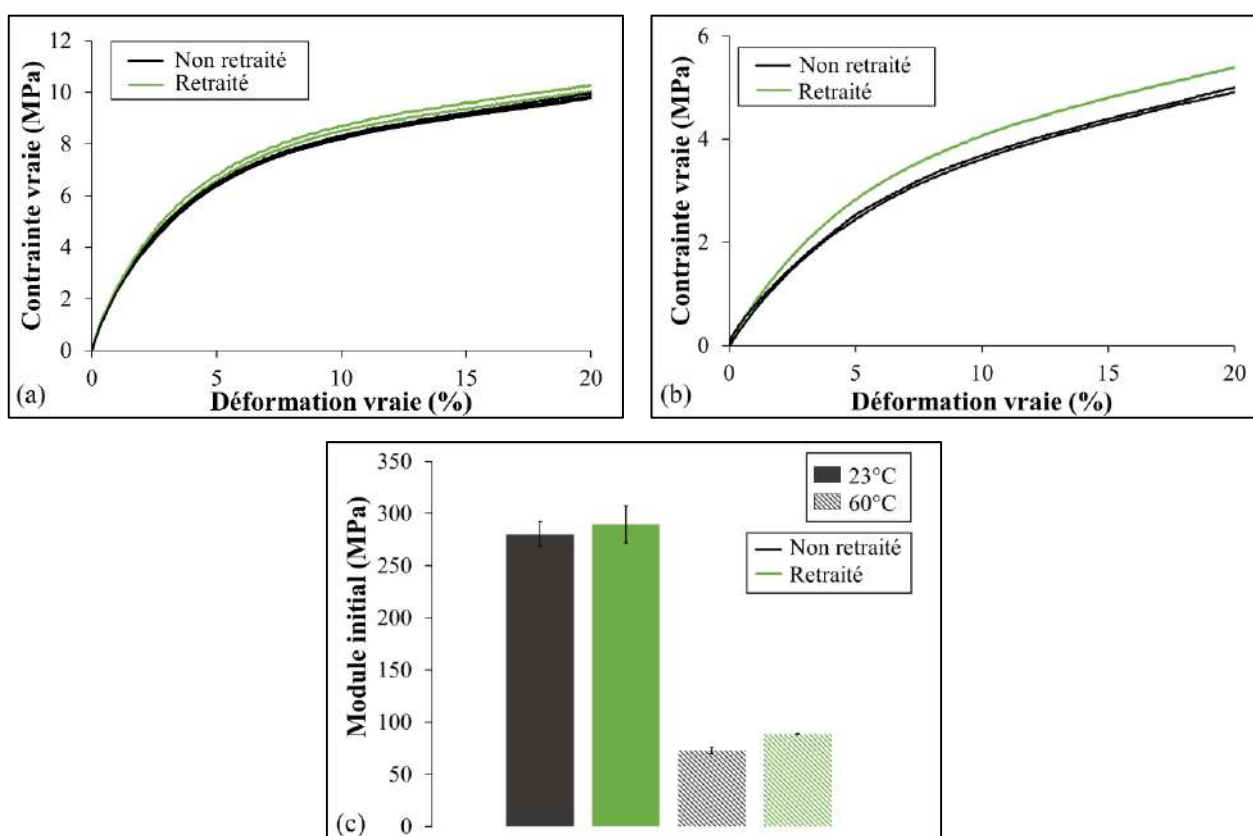 12
10
8
6
4
2
0
Contrainte vraie (MPa)
Non retraité
Retraité
0 5 10 15 20
(a) Déformation vraie (%)
6
4
2
0
Contrainte vraie (MPa)
Non retraité
Retraité
0 5 10 15 20
(b) Déformation vraie (%)
350
300
250
200
150
100
50
0
Module initial (MPa)
23°C
60°C
Non retraité
Retraité
(c)